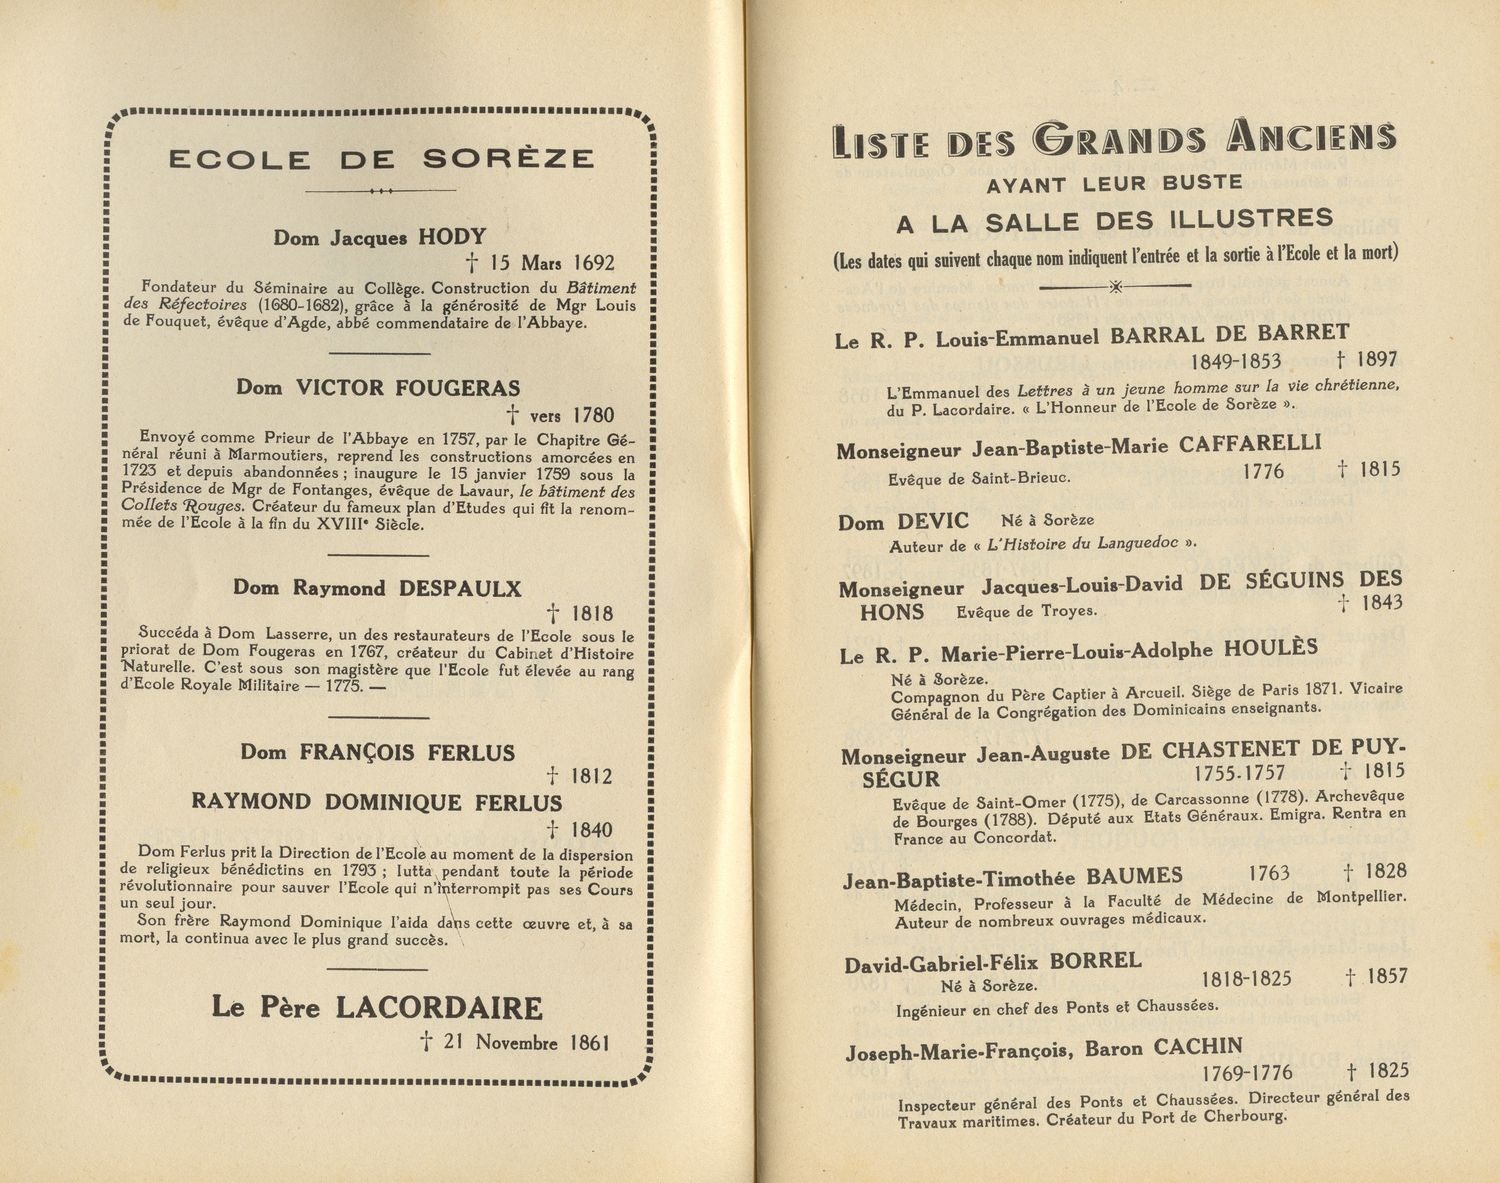 ECOLE DE SORÈZE
Dom Jacques HODY
† 15 Mars 1692
Fondateur du Séminaire au Collège. Construction du Bâtiment
des Réfectoires (1680-1682), grâce à la générosité de Mgr Louis
de Fouquet, évêque d'Agde, abbé commendataire de l'Abbaye.
Dom VICTOR FOUGERAS
† vers 1780
Envoyé comme Prieur de l'Abbaye en 1757, par le Chapitre Gé-
néral réuni à Marmoutiers, reprend les constructions amorcées en
1723 et depuis abandonnées ; inaugure le 15 janvier 1759 sous la
Présidence de Mgr de Fontanges, évêque de Lavaur, le bâtiment des
Collets Rouges. Créateur du fameux plan d'Etudes qui fit la renom-
mée de l'Ecole à la fin du XVIIIe Siècle.
Dom Raymond DESPAULX
† 1818
Succéda à Dom Lasserre, un des restaurateurs de l'Ecole sous le
priorat de Dom Fougeras en 1767, créateur du Cabinet d'Histoire
Naturelle. C'est sous son magistère que l'Ecole fut élevée au rang
d'Ecole Royale Militaire — 1775. —
Dom FRANÇOIS FERLUS
† 1812
RAYMOND DOMINIQUE FERLUS
† 1840
Dom Ferlus prit la Direction de l'Ecole au moment de la dispersion
de religieux bénédictins en 1793 ; lutta pendant toute la période
révolutionnaire pour sauver l'Ecole qui n'interrompit pas ses Cours
un seul jour.
Son frère Raymond Dominique l'aida dans cette œuvre et, à sa
mort, la continua avec le plus grand succès.
Le Père LACORDAIRE
† 21 Novembre 1861
LISTE DES GRANDS ANCIENS
AYANT LEUR BUSTE
A LA SALLE DES ILLUSTRES
(Les dates qui suivent chaque nom indiquent l'entrée et la sortie à l'Ecole et la mort)
Le R. P. Louis-Emmanuel BARRAL DE BARRET
1849-1853 † 1897
L'Emmanuel des Lettres à un jeune homme sur la vie chrétienne,
du P. Lacordaire. « L'Honneur de l'Ecole de Sorèze ».
Monseigneur Jean-Baptiste-Marie CAFFARELLI
Evêque de Saint-Brieuc. 1776 † 1815
Dom DEVIC Né à Sorèze
Auteur de « L'Histoire du Languedoc ».
Monseigneur Jacques-Louis-David DE SÉGUINS DES
HONS Evêque de Troyes. † 1843
Le R. P. Marie-Pierre-Louis-Adolphe HOULÈS
Né à Sorèze.
Compagnon du Père Captier à Arcueil. Siège de Paris 1871. Vicaire
Général de la Congrégation des Dominicains enseignants.
Monseigneur Jean-Auguste DE CHASTENET DE PUY-
SÉGUR 1755-1757 † 1815
Evêque de Saint-Omer (1775), de Carcassonne (1778). Archevêque
de Bourges (1788). Député aux Etats Généraux. Emigra. Rentra en
France au Concordat.
Jean-Baptiste-Timothée BAUMES 1763 † 1828
Médecin, Professeur à la Faculté de Médecine de Montpellier.
Auteur de nombreux ouvrages médicaux.
David-Gabriel-Félix BORREL
Né à Sorèze. 1818-1825 † 1857
Ingénieur en chef des Ponts et Chaussées.
Joseph-Marie-François, Baron CACHIN
1769-1776 † 1825
Inspecteur général des Ponts et Chaussées. Directeur général des
Travaux maritimes. Créateur du Port de Cherbourg.